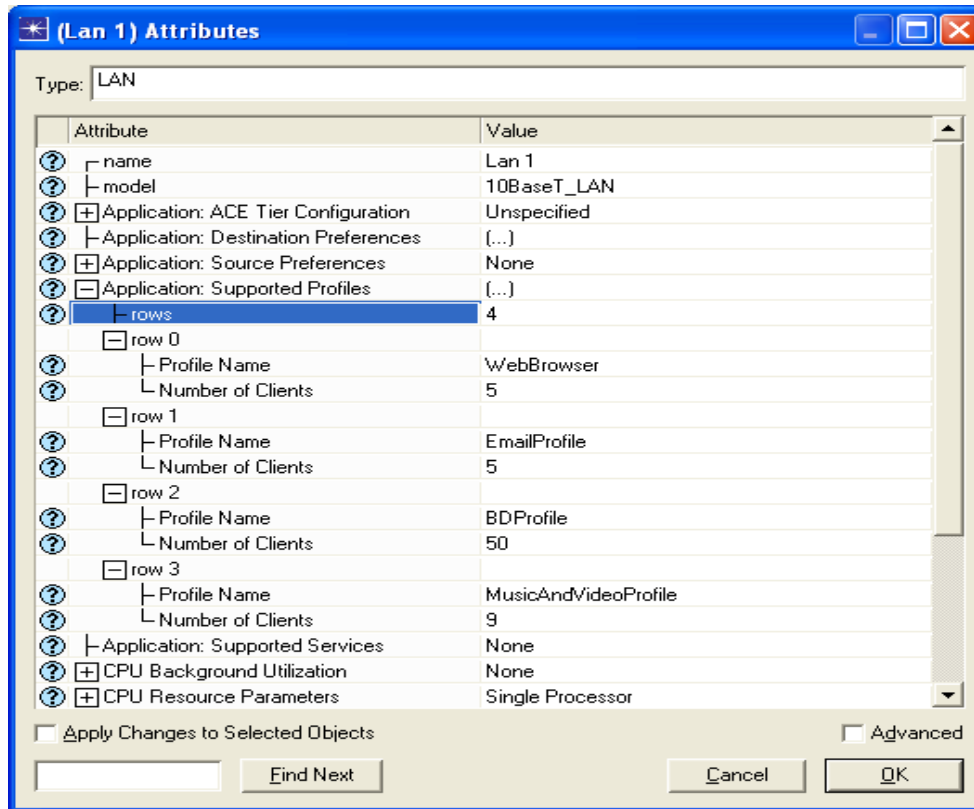 (Lan 1) Attributes
Type: LAN
Attribute Value
name Lan 1
model 10BaseT_LAN
Application: ACE Tier Configuration Unspecified
Application: Destination Preferences (...)
Application: Source Preferences None
Application: Supported Profiles (...)
rows 4
row 0
Profile Name WebBrowser
Number of Clients 5
row 1
Profile Name EmailProfile
Number of Clients 5
row 2
Profile Name BDProfile
Number of Clients 50
row 3
Profile Name MusicAndVideoProfile
Number of Clients 9
Application: Supported Services None
CPU Background Utilization None
CPU Resource Parameters Single Processor
Apply Changes to Selected Objects Advanced
Find Next Cancel OK